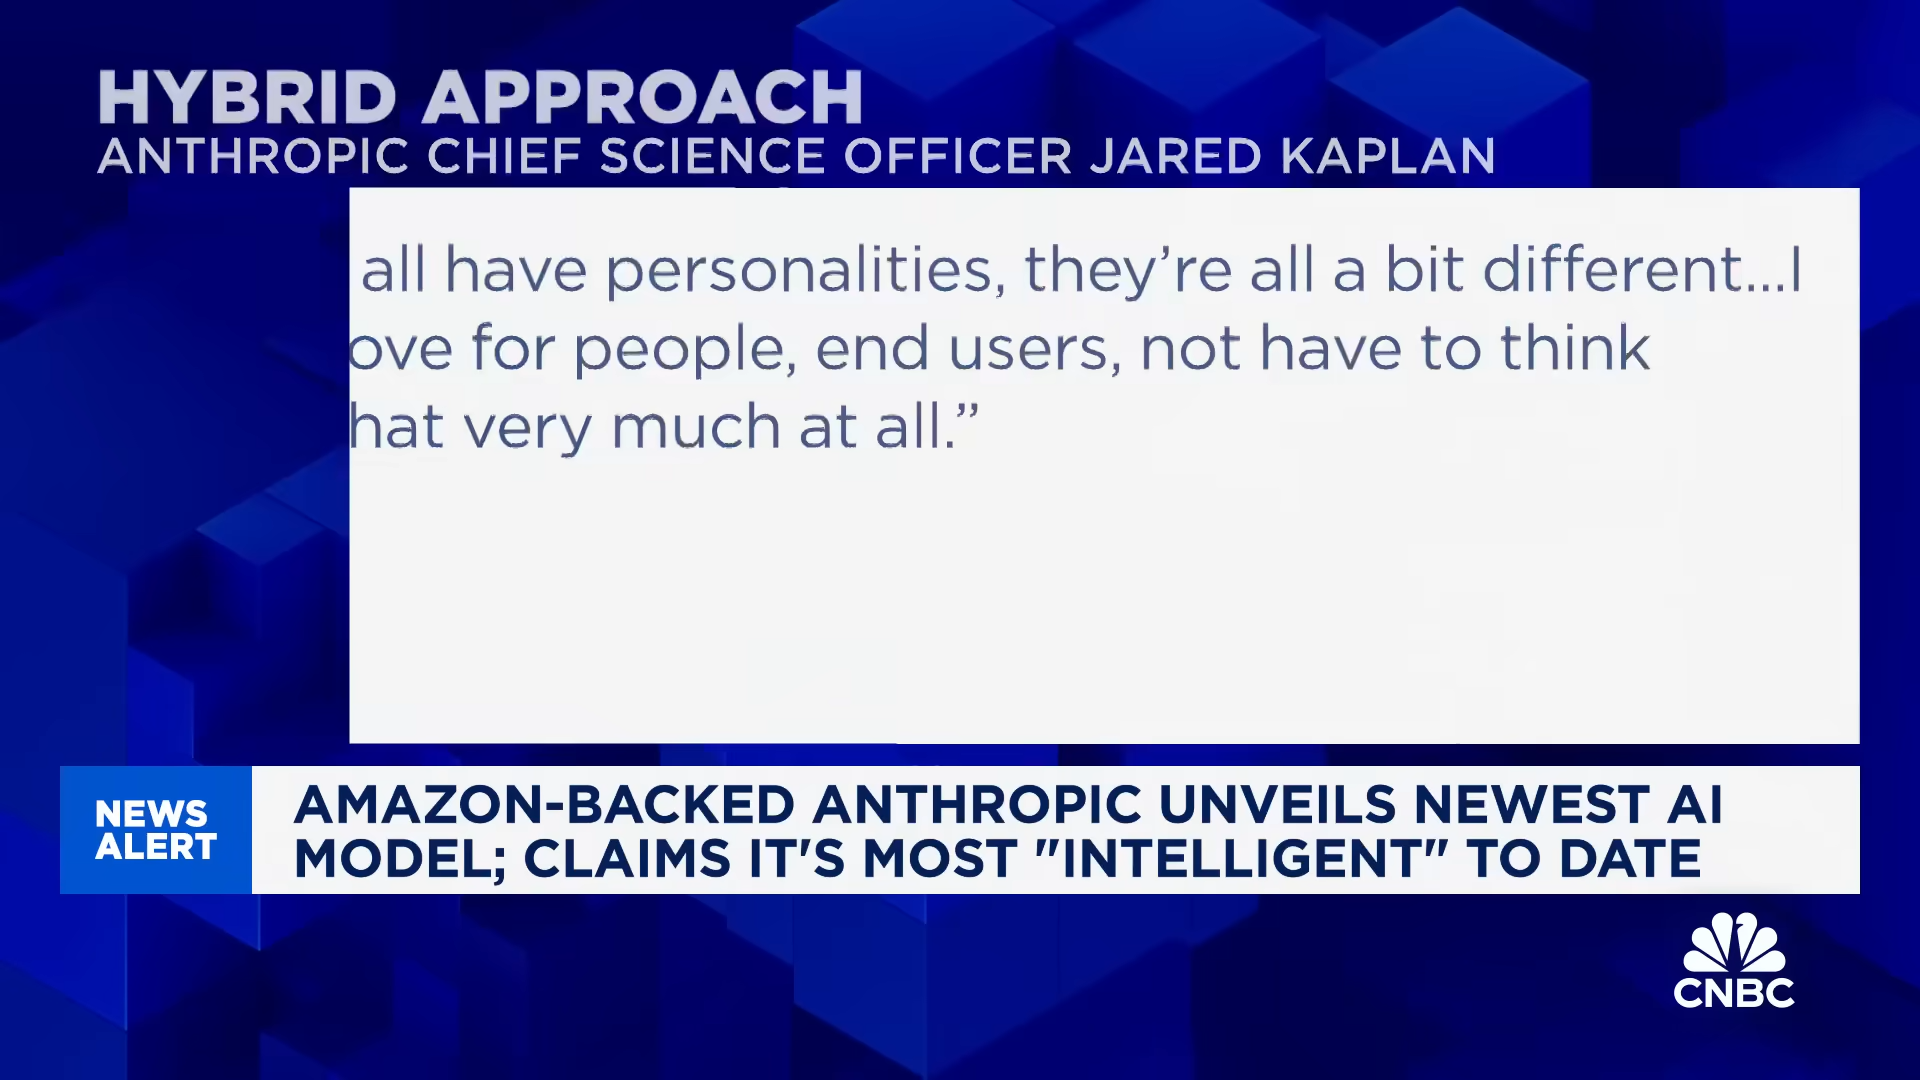 HYBRID APPROACH
ANTHROPIC CHIEF SCIENCE OFFICER JARED KAPLAN
all have personalities, they’re all a bit different...I
ove for people, end users, not have to think
hat very much at all.”
NEWS
ALERT
AMAZON-BACKED ANTHROPIC UNVEILS NEWEST AI
MODEL; CLAIMS IT'S MOST "INTELLIGENT" TO DATE
CNBC